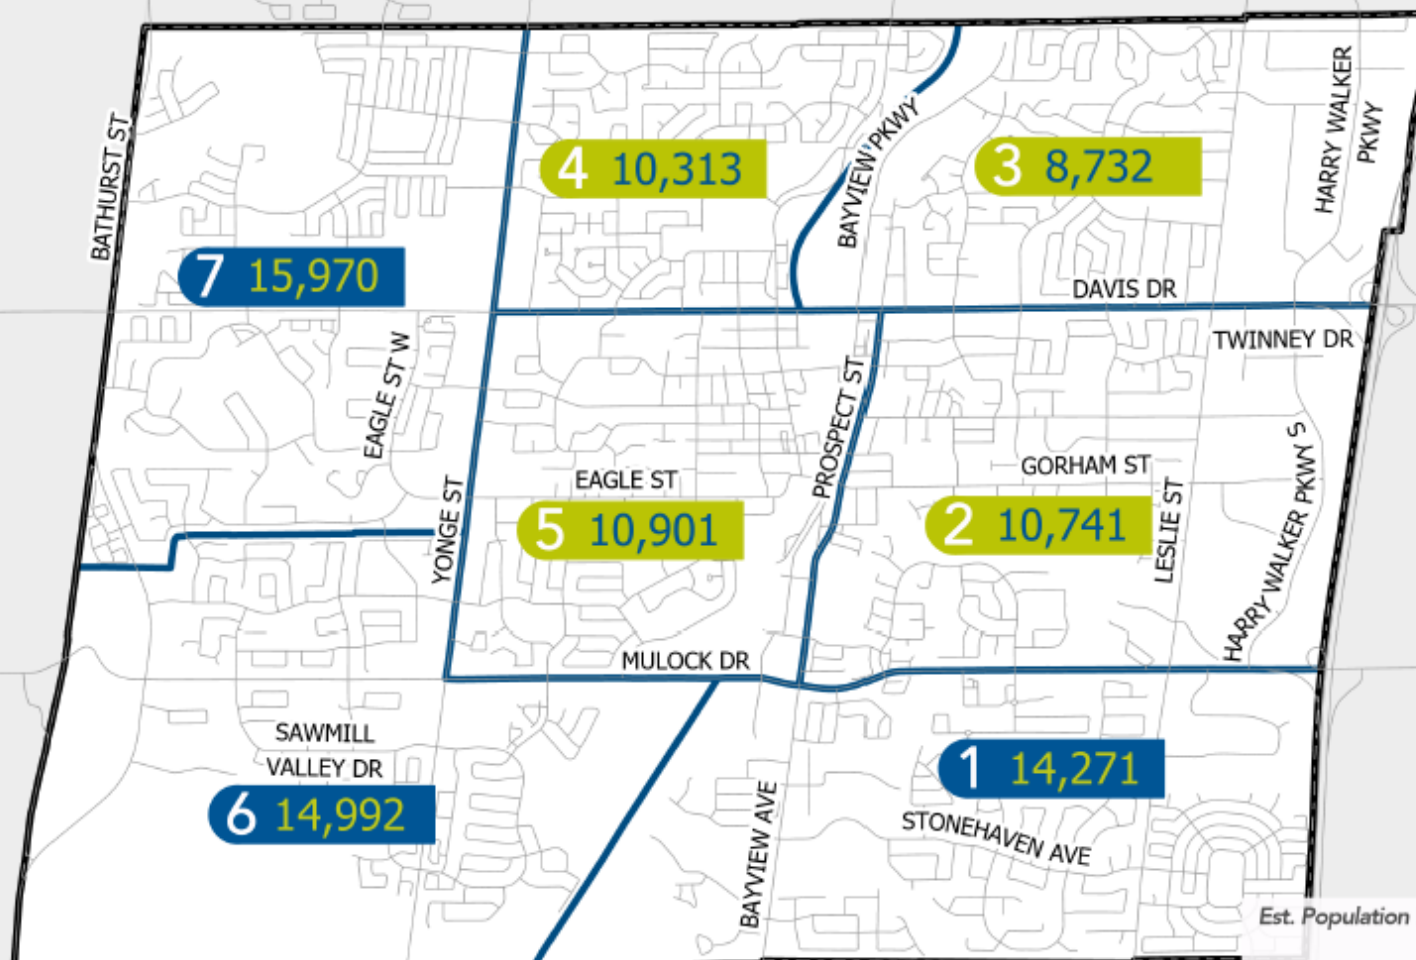 BATHURST ST
BAYVIEW PKWY
HARRY WALKER
PKWY
4 10,313
3 8,732
7 15,970
DAVIS DR
TWINNEY DR
EAGLE ST W
PROSPECT ST
YONGE ST
EAGLE ST
GORHAM ST
LESLIE ST
HARRY WALKER PKWY S
5 10,901
2 10,741
MULOCK DR
SAWMILL
VALLEY DR
6 14,992
1 14,271
BAYVIEW AVE
STONEHAVEN AVE
Est. Population